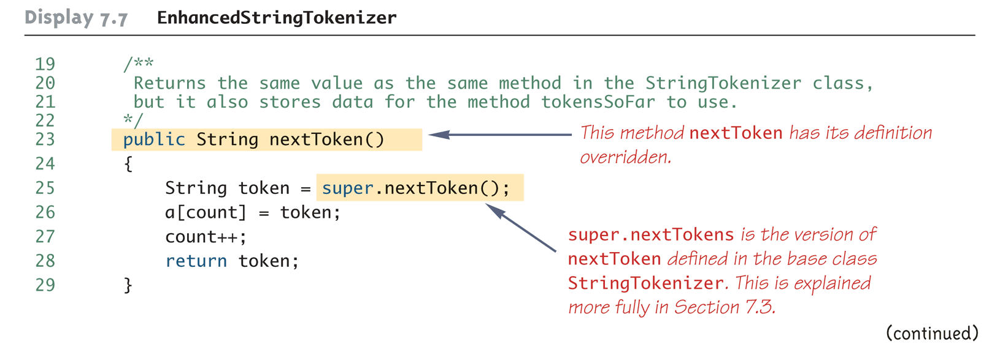 Display 7.7 EnhancedStringTokenizer
19 /**
20 Returns the same value as the same method in the StringTokenizer class,
21 but it also stores data for the method tokensSoFar to use.
22 */
23 public String nextToken()
This method nextToken has its definition
overridden.
24 {
25 String token = super.nextToken();
26 a[count] = token;
27 count++;
28 return token;
29 }
super.nextTokens is the version of
nextToken defined in the base class
StringTokenizer. This is explained
more fully in Section 7.3.
(continued)